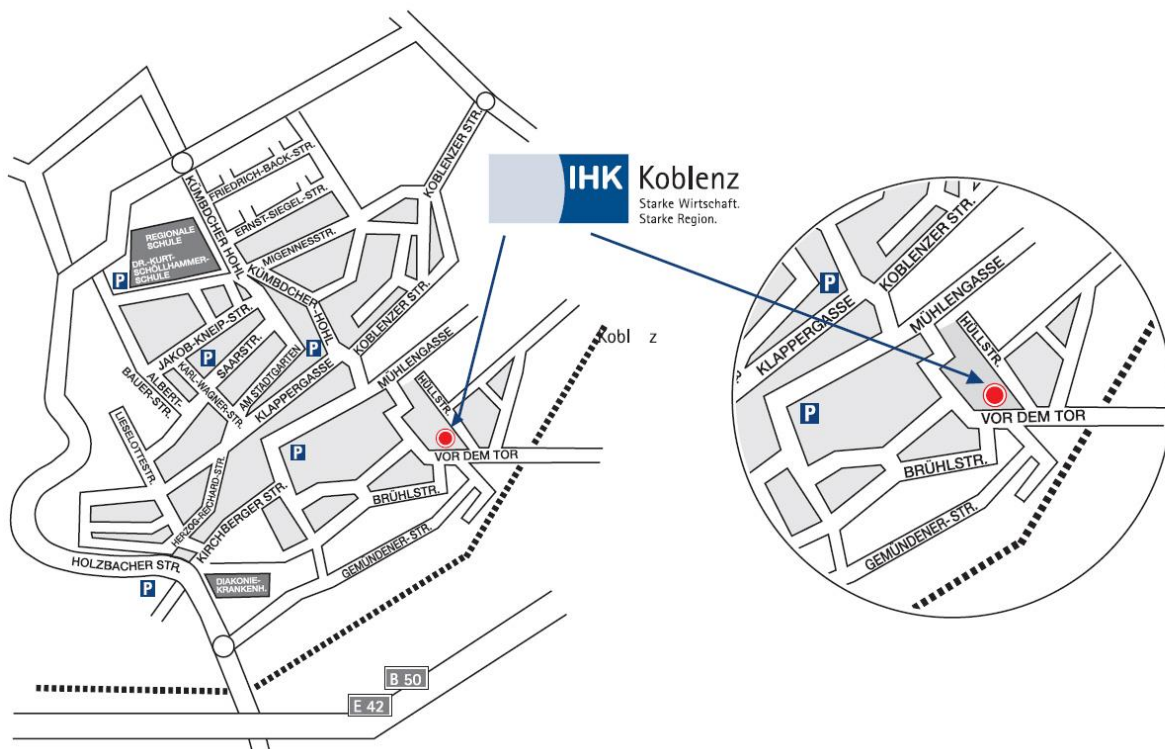 KOBLENZER STR.
FRIEDRICH-BACK-STR.
KÜMBDCHER HOHL
ERNST-SIEGEL-STR.
MIGENNESSTR.
REGIONALE
SCHULE
DR.-KURT-
SCHÖLLHAMMER-
SCHULE
P
KÜMBDCHER-HOHL
KOBLENZER STR.
JAKOB-KNEIP-STR.
P
SAARSTR.
P
KARL-WAGNER-STR.
AM STADTGARTEN
ALBERT-
BAUER-STR.
KLAPPERGASSE
MÜHLENGASSE
HÜLLSTR.
LIESELOTTESTR.
P
VOR DEM TOR
HERZOG-REICHARD-STR.
KIRCHBERGER STR.
BRÜHLSTR.
GEMÜNDENER-STR.
HOLZBACHER STR.
P
DIAKONIE-
KRANKENH.
B 50
E 42
IHK Koblenz
Starke Wirtschaft.
Starke Region.
Kobl z
KOBLENZER STR.
P
MÜHLENGASSE
KLAPPERGASSE
HÜLLSTR.
P
P
VOR DEM TOR
BRÜHLSTR.
GEMÜNDENER-STR.